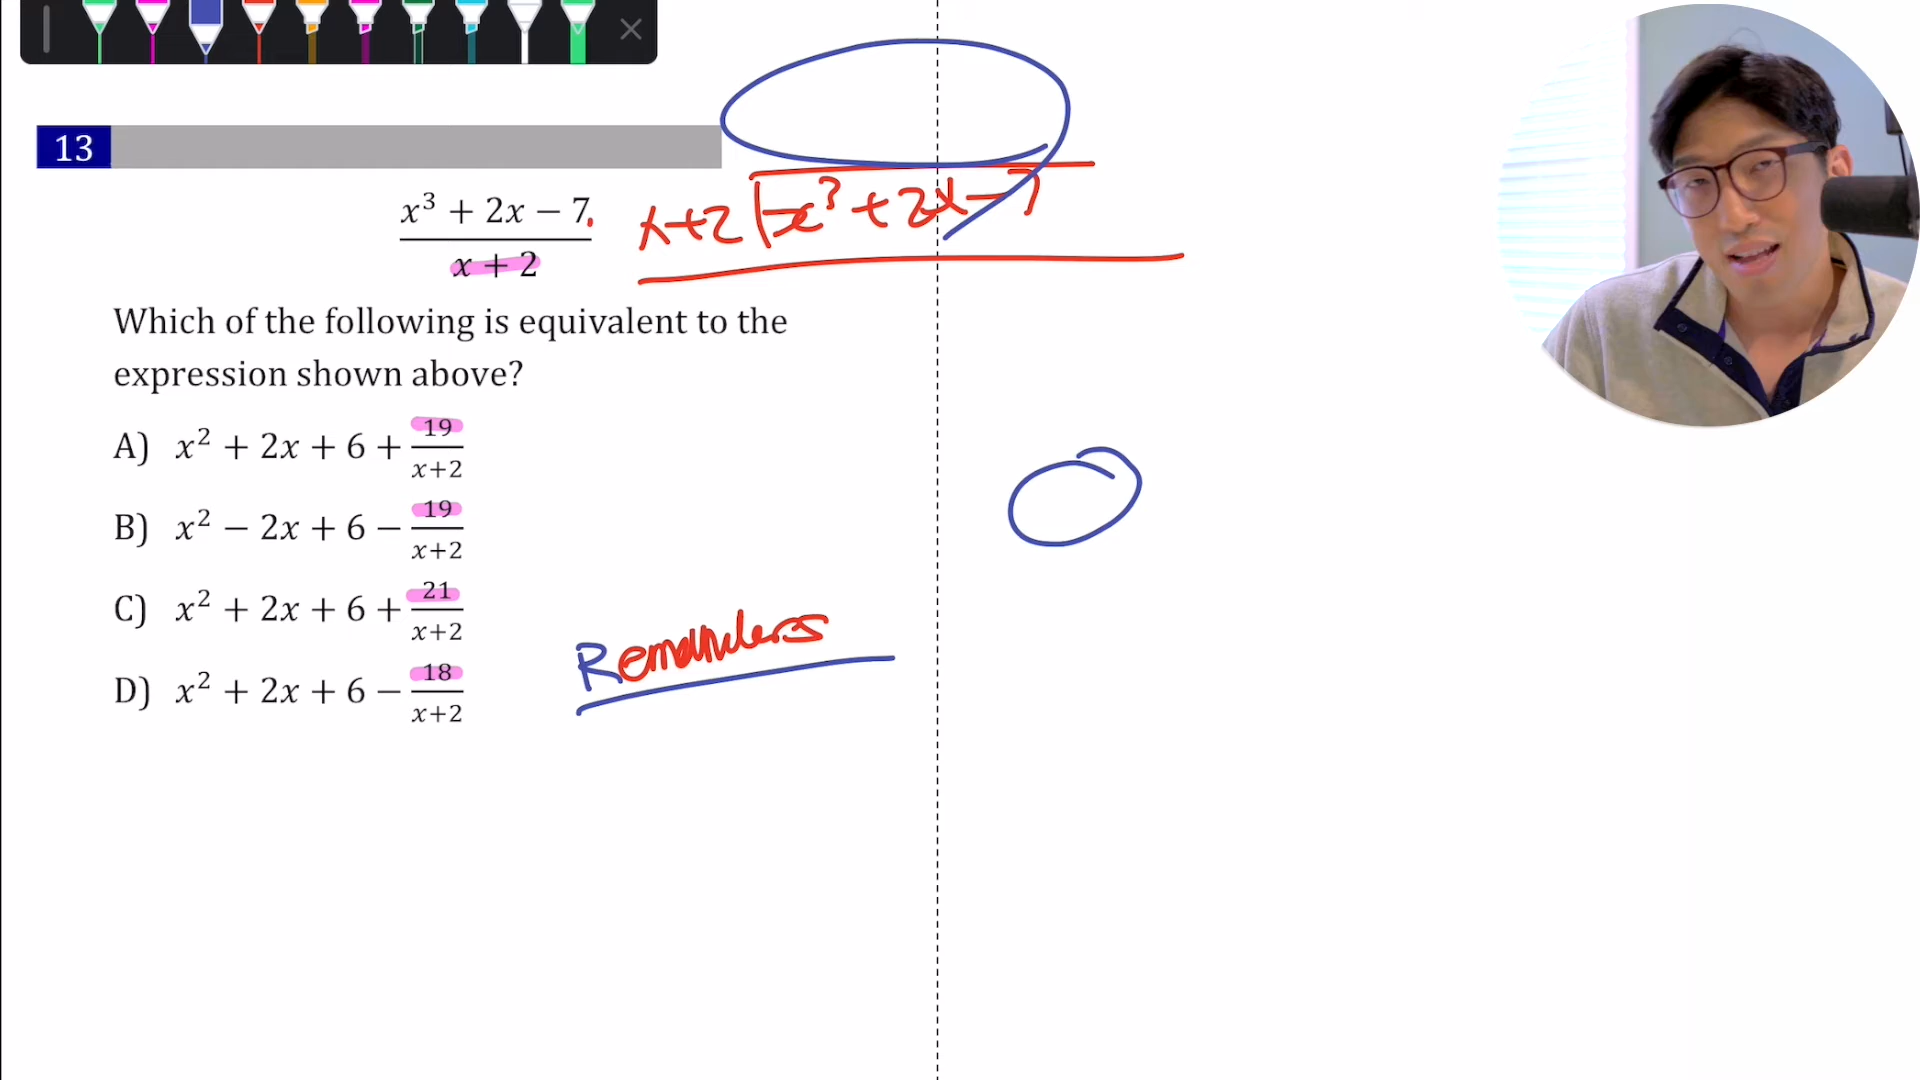 13
x³ + 2x − 7
x + 2
x+2 x³ + 2x − 7
Which of the following is equivalent to the
expression shown above?
A) x² + 2x + 6 + 19/x+2
B) x² − 2x + 6 − 19/x+2
C) x² + 2x + 6 + 21/x+2
D) x² + 2x + 6 − 18/x+2
Remainders